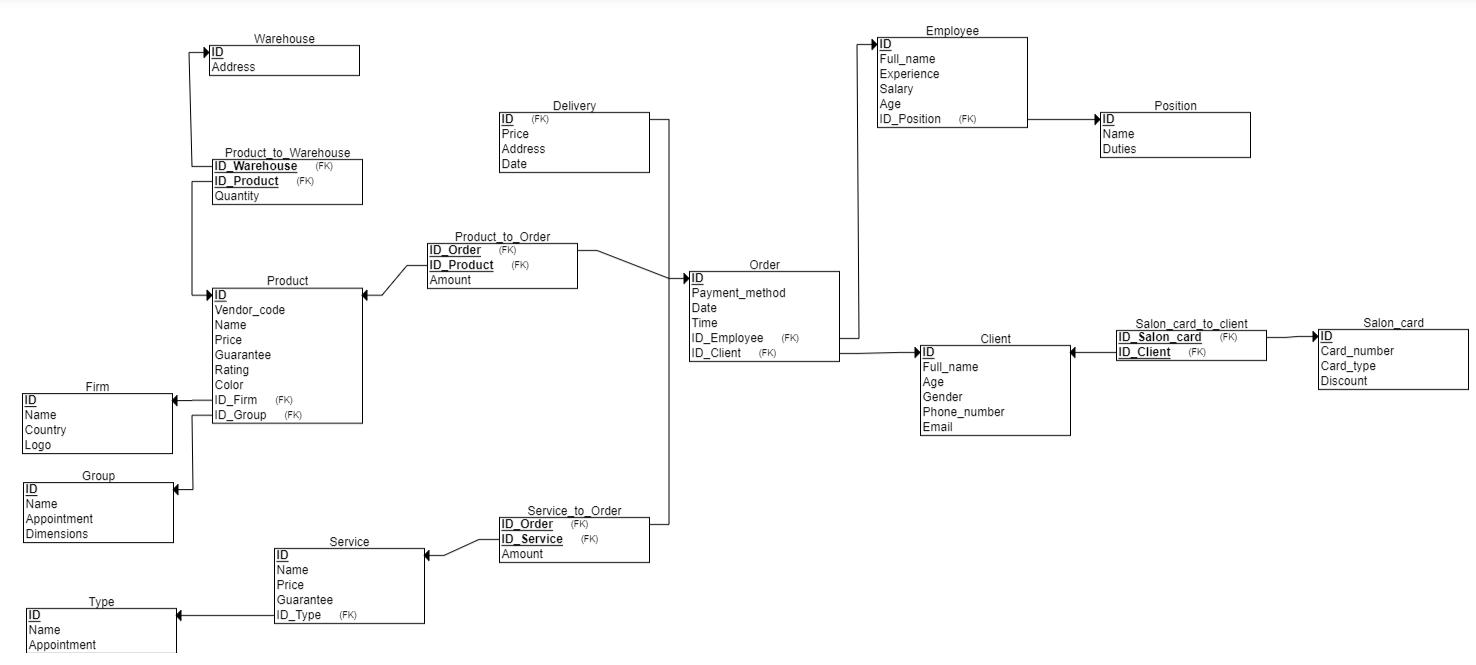 Warehouse
ID
Address
Product_to_Warehouse
ID_Warehouse (FK)
ID_Product (FK)
Quantity
Delivery
ID (FK)
Price
Address
Date
Employee
ID
Full_name
Experience
Salary
Age
ID_Position (FK)
Position
ID
Name
Duties
Product_to_Order
ID_Order (FK)
ID_Product (FK)
Amount
Product
ID
Vendor_code
Name
Price
Guarantee
Rating
Color
ID_Firm (FK)
ID_Group (FK)
Order
ID
Payment_method
Date
Time
ID_Employee (FK)
ID_Client (FK)
Client
ID
Full_name
Age
Gender
Phone_number
Email
Salon_card_to_client
ID_Salon_card (FK)
ID_Client (FK)
Salon_card
ID
Card_number
Card_type
Discount
Firm
ID
Name
Country
Logo
Group
ID
Name
Appointment
Dimensions
Service_to_Order
ID_Order (FK)
ID_Service (FK)
Amount
Service
ID
Name
Price
Guarantee
ID_Type (FK)
Type
ID
Name
Appointment